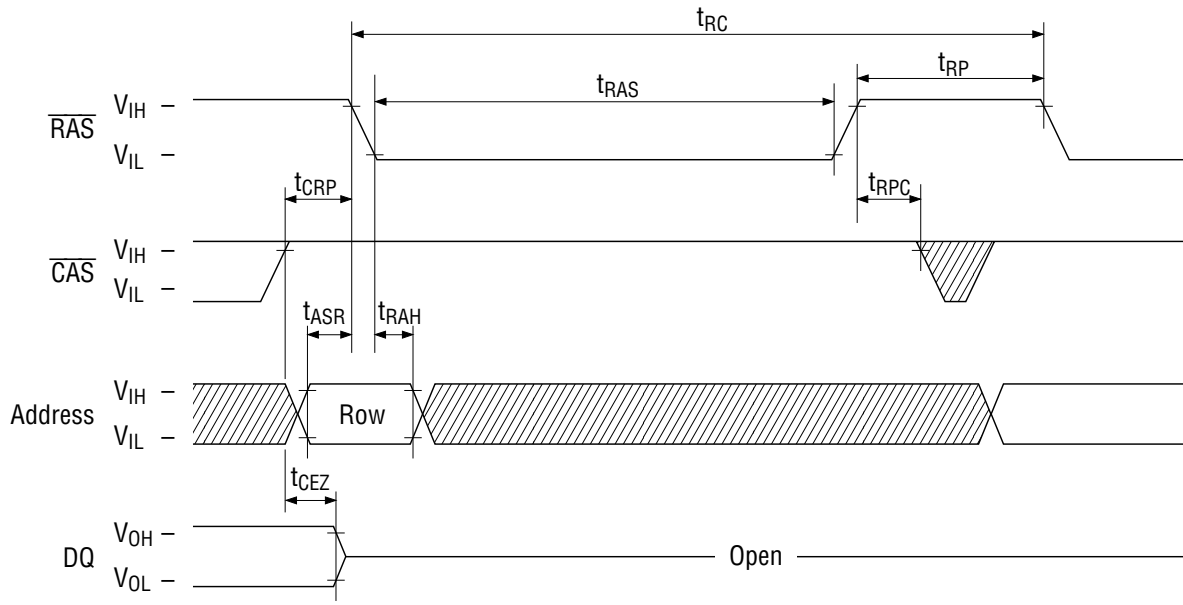 tRC
tRP
tRAS
RAS
VIH –
VIL –
tCRP
tRPC
CAS
VIH –
VIL –
tASR
tRAH
Address
VIH –
VIL –
Row
tCEZ
DQ
VOH –
VOL –
Open